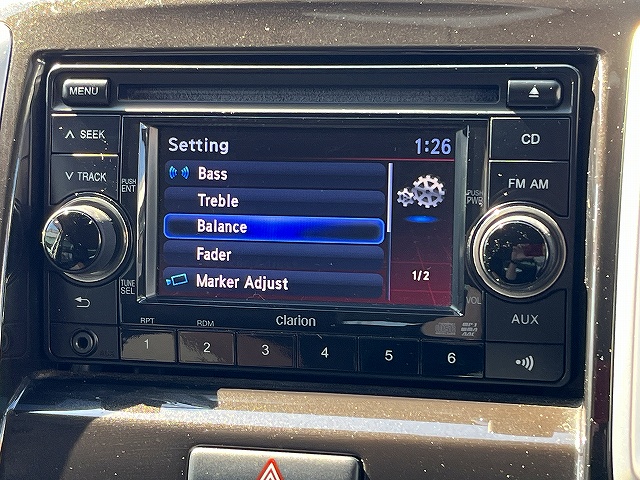 MENU
∧ SEEK
∨ TRACK
PUSH
ENT
TUNE
SEL
Setting
1:26
Bass
Treble
Balance
Fader
Marker Adjust
1/2
CD
FM AM
PUSH
PWR
VOL
AUX
Clarion
RPT
RDM
1
2
3
4
5
6